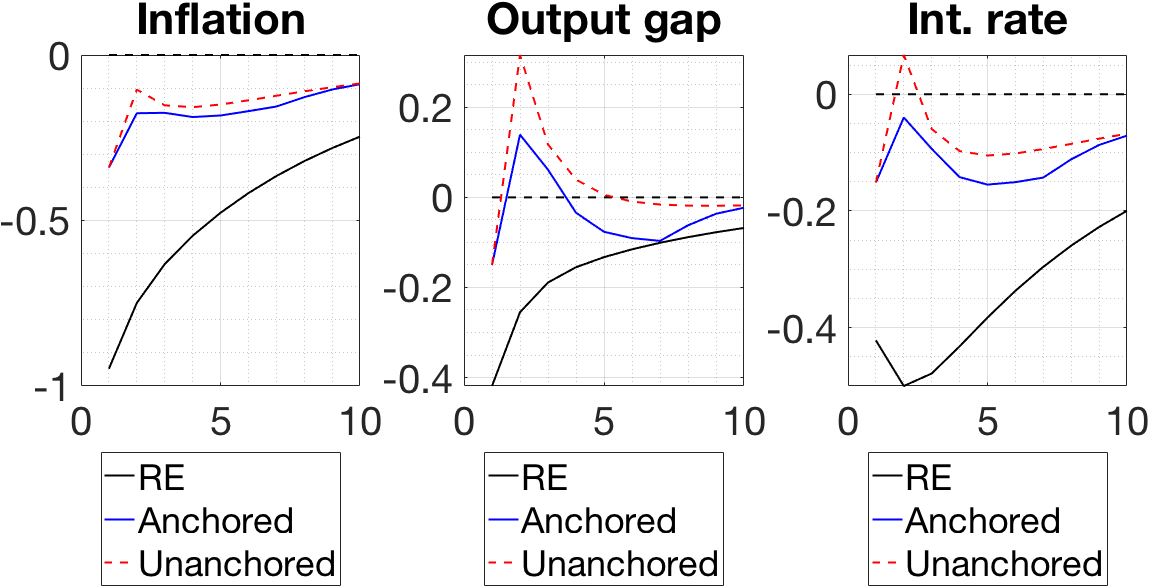 Inflation
0
-0.5
-1
0 5 10
RE
Anchored
Unanchored
Output gap
0.2
0
-0.2
-0.4
0 5 10
RE
Anchored
Unanchored
Int. rate
0
-0.2
-0.4
0 5 10
RE
Anchored
Unanchored